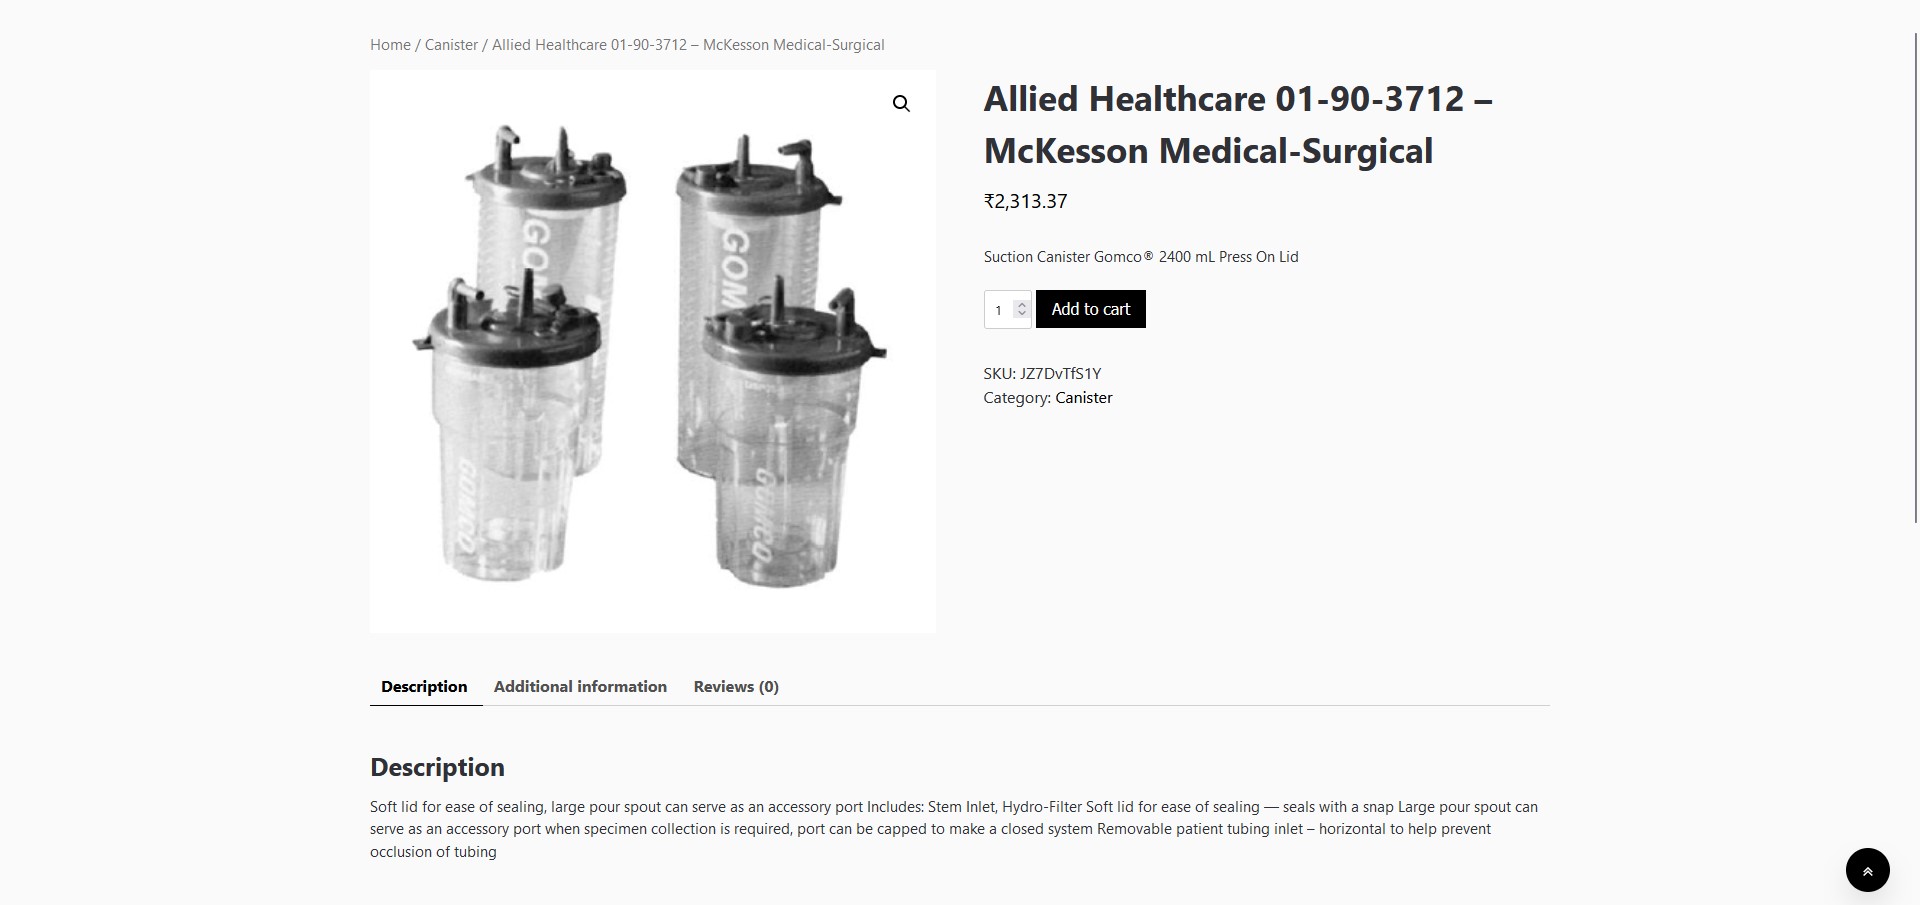 Home / Canister / Allied Healthcare 01-90-3712 – McKesson Medical-Surgical
GOM
GOM
GOMCO
GOMCO
Allied Healthcare 01-90-3712 –
McKesson Medical-Surgical
₹2,313.37
Suction Canister Gomco® 2400 mL Press On Lid
1
Add to cart
SKU: JZ7DvTfS1Y
Category: Canister
Description
Additional information
Reviews (0)
Description
Soft lid for ease of sealing, large pour spout can serve as an accessory port Includes: Stem Inlet, Hydro-Filter Soft lid for ease of sealing — seals with a snap Large pour spout can
serve as an accessory port when specimen collection is required, port can be capped to make a closed system Removable patient tubing inlet – horizontal to help prevent
occlusion of tubing